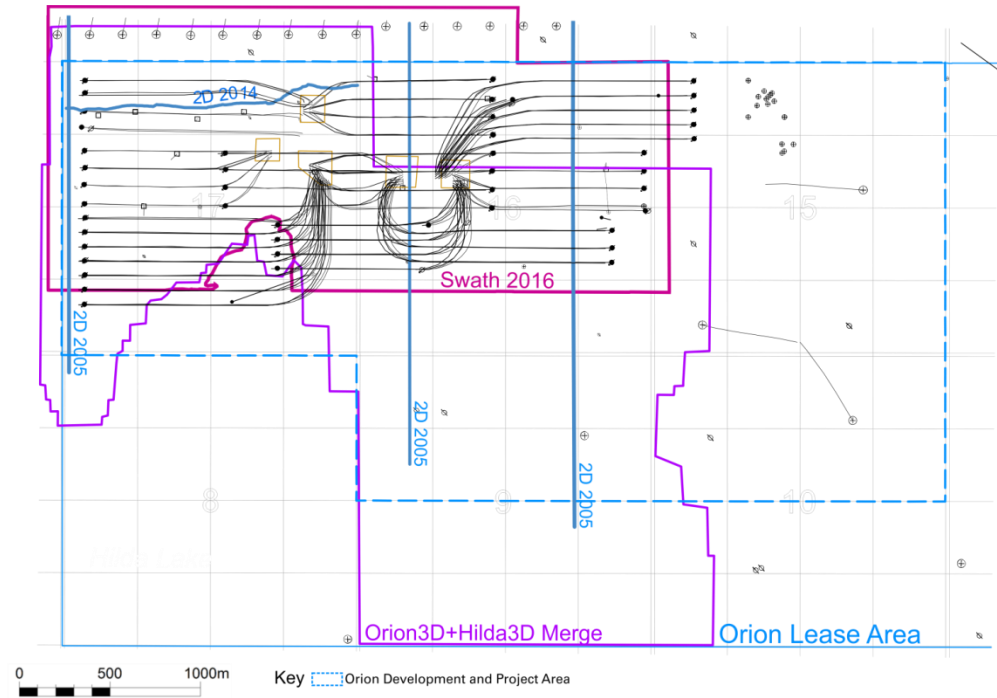 2D 2014
17
16
15
Swath 2016
2D 2005
2D 2005
2D 2005
8
9
10
Orion3D+Hilda3D Merge
Orion Lease Area
0 500 1000m
Key Orion Development and Project Area